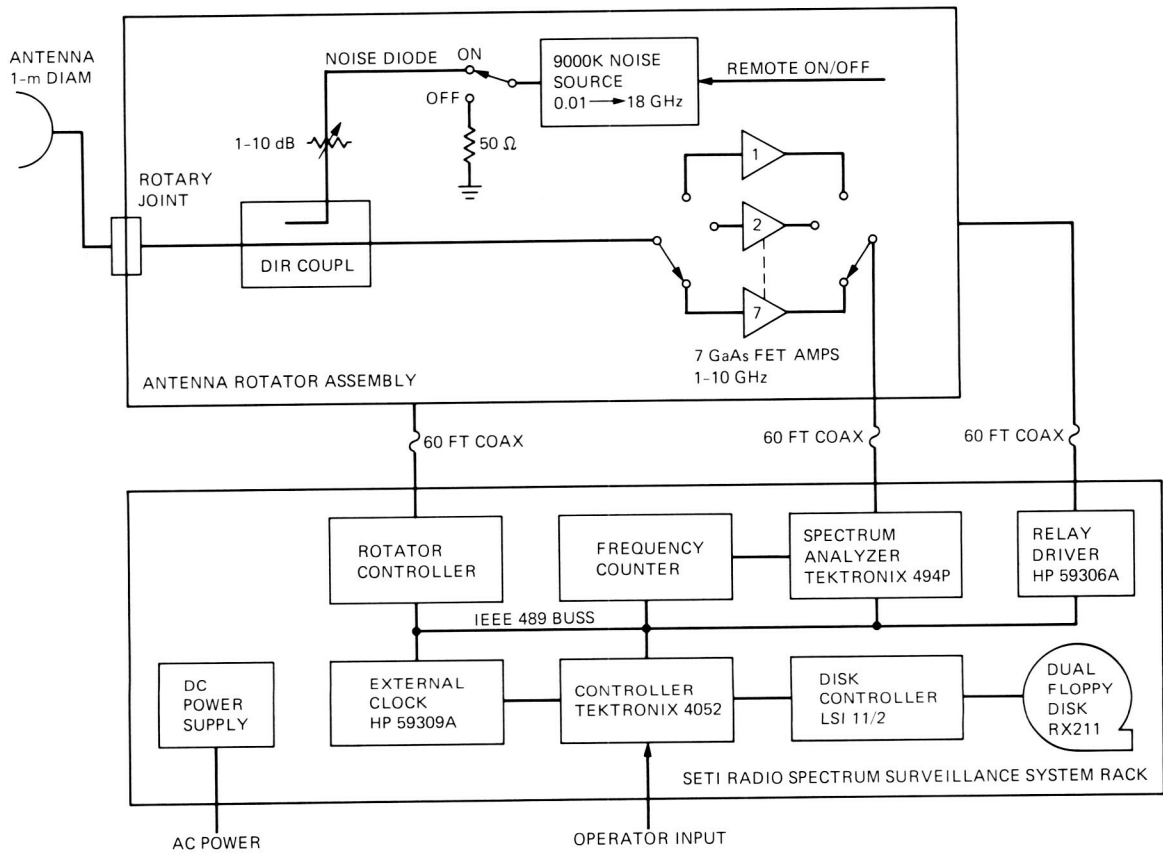 ANTENNA
1-m DIAM
NOISE DIODE
ON
OFF
9000K NOISE
SOURCE
0.01 → 18 GHz
REMOTE ON/OFF
1-10 dB
50 Ω
ROTARY
JOINT
DIR COUPL
1
2
7
7 GaAs FET AMPS
1-10 GHz
ANTENNA ROTATOR ASSEMBLY
60 FT COAX
60 FT COAX
60 FT COAX
ROTATOR
CONTROLLER
FREQUENCY
COUNTER
SPECTRUM
ANALYZER
TEKTRONIX 494P
RELAY
DRIVER
HP 59306A
IEEE 489 BUSS
DC
POWER
SUPPLY
EXTERNAL
CLOCK
HP 59309A
CONTROLLER
TEKTRONIX 4052
DISK
CONTROLLER
LSI 11/2
DUAL
FLOPPY
DISK
RX211
SETI RADIO SPECTRUM SURVEILLANCE SYSTEM RACK
AC POWER
OPERATOR INPUT